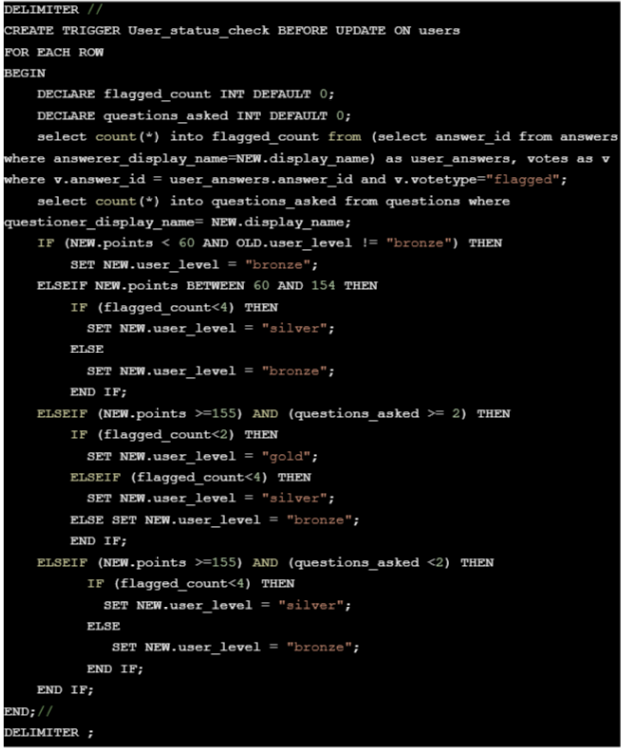 DELIMITER //
CREATE TRIGGER User_status_check BEFORE UPDATE ON users
FOR EACH ROW
BEGIN
DECLARE flagged_count INT DEFAULT 0;
DECLARE questions_asked INT DEFAULT 0;
select count(*) into flagged_count from (select answer_id from answers
where answerer_display_name=NEW.display_name) as user_answers, votes as v
where v.answer_id = user_answers.answer_id and v.votetype="flagged";
select count(*) into questions_asked from questions where
questioner_display_name= NEW.display_name;
IF (NEW.points < 60 AND OLD.user_level != "bronze") THEN
SET NEW.user_level = "bronze";
ELSEIF NEW.points BETWEEN 60 AND 154 THEN
IF (flagged_count<4) THEN
SET NEW.user_level = "silver";
ELSE
SET NEW.user_level = "bronze";
END IF;
ELSEIF (NEW.points >=155) AND (questions_asked >= 2) THEN
IF (flagged_count<2) THEN
SET NEW.user_level = "gold";
ELSEIF (flagged_count<4) THEN
SET NEW.user_level = "silver";
ELSE SET NEW.user_level = "bronze";
END IF;
ELSEIF (NEW.points >=155) AND (questions_asked <2) THEN
IF (flagged_count<4) THEN
SET NEW.user_level = "silver";
ELSE
SET NEW.user_level = "bronze";
END IF;
END IF;
END;//
DELIMITER ;